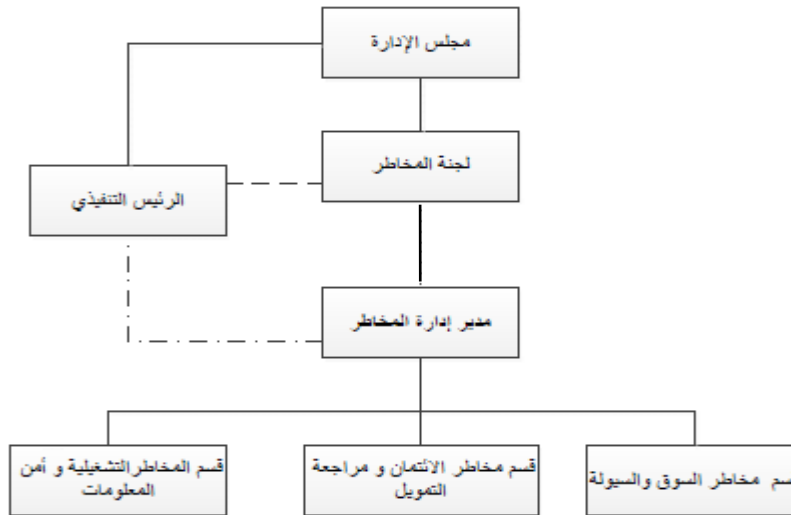 مجلس الإدارة
لجنة المخاطر
الرئيس التنفيذي
مدير إدارة المخاطر
قسم المخاطر التشغيلية و أمن
المعلومات
قسم مخاطر الائتمان و مراجعة
التمويل
سم مخاطر السوق والسيولة